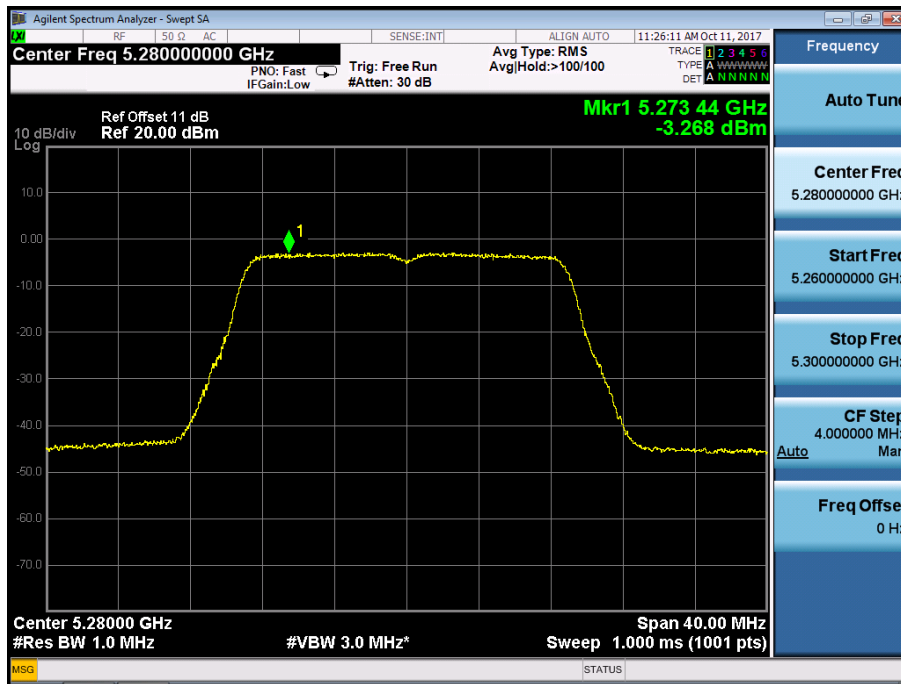 Agilent Spectrum Analyzer - Swept SA
LXI RF 50 Ω AC SENSE:INT ALIGN AUTO 11:26:11 AM Oct 11, 2017
Center Freq 5.280000000 GHz
PNO: Fast
IFGain:Low
Trig: Free Run
#Atten: 30 dB
Avg Type: RMS
Avg|Hold:>100/100
TRACE 1 2 3 4 5 6
TYPE A WWWWW
DET A N N N N N
Mkr1 5.273 44 GHz
-3.268 dBm
Ref Offset 11 dB
Ref 20.00 dBm
10 dB/div
Log
10.0
0.00
-10.0
-20.0
-30.0
-40.0
-50.0
-60.0
-70.0
1
Center 5.28000 GHz
Span 40.00 MHz
#Res BW 1.0 MHz
#VBW 3.0 MHz*
Sweep 1.000 ms (1001 pts)
MSG
STATUS
Frequency
Auto Tune
Center Freq
5.280000000 GHz
Start Freq
5.260000000 GHz
Stop Freq
5.300000000 GHz
CF Step
4.000000 MHz
Auto Man
Freq Offset
0 Hz